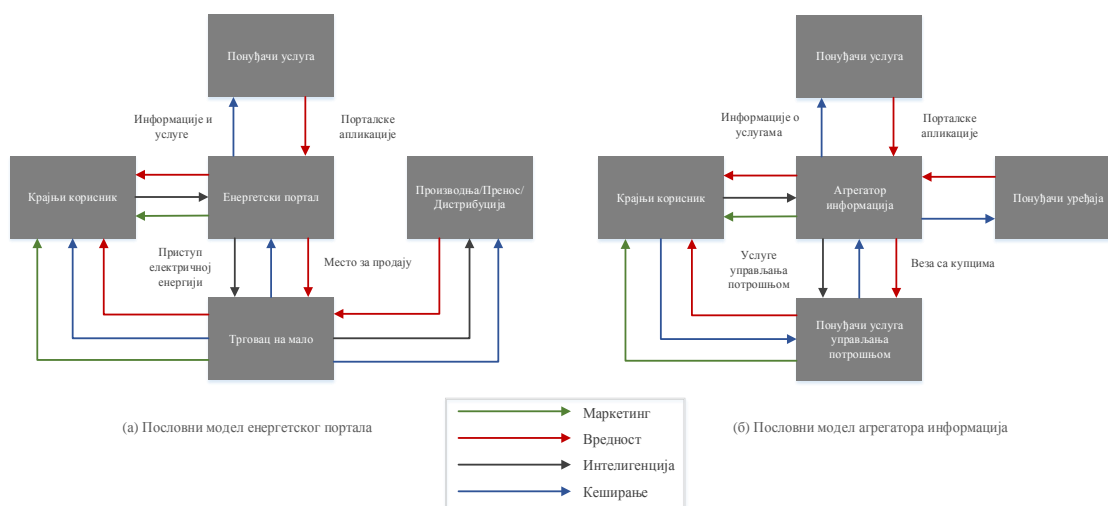 Понуђачи услуга
Информације и
услуге
Порталске
апликације
Крајњи корисник
Енергетски портал
Производња/Пренос/
Дистрибуција
Приступ
електричној
енергији
Место за продају
Трговац на мало
(а) Пословни модел енергетског портала
Понуђачи услуга
Информације о
услугама
Порталске
апликације
Крајњи корисник
Агрегатор
информација
Понуђачи уређаја
Услуге
управљања
потрошњом
Веза са купцима
Понуђачи услуга
управљања
потрошњом
(б) Пословни модел агрегатора информација
Маркетинг
Вредност
Интелигенција
Кеширање